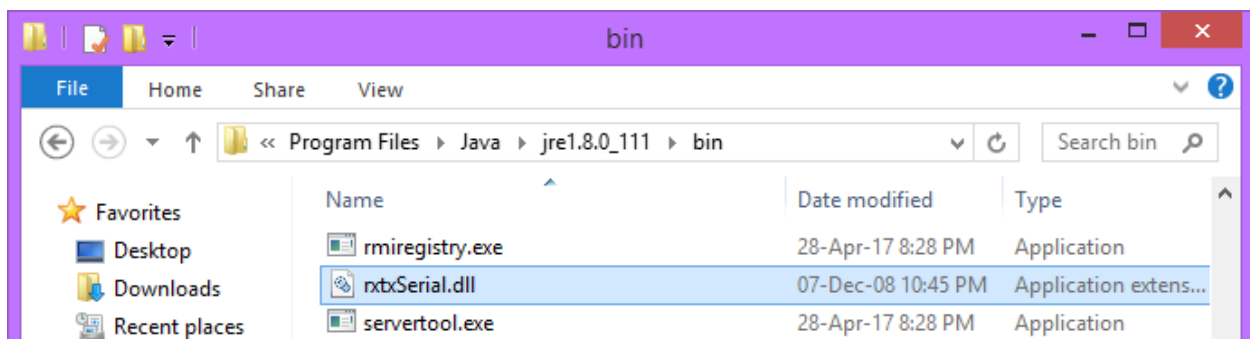 bin
File Home Share View
« Program Files Java jre1.8.0_111 bin Search bin
Favorites Name Date modified Type
Desktop rmiregistry.exe 28-Apr-17 8:28 PM Application
Downloads rxtxSerial.dll 07-Dec-08 10:45 PM Application extens...
Recent places servertool.exe 28-Apr-17 8:28 PM Application